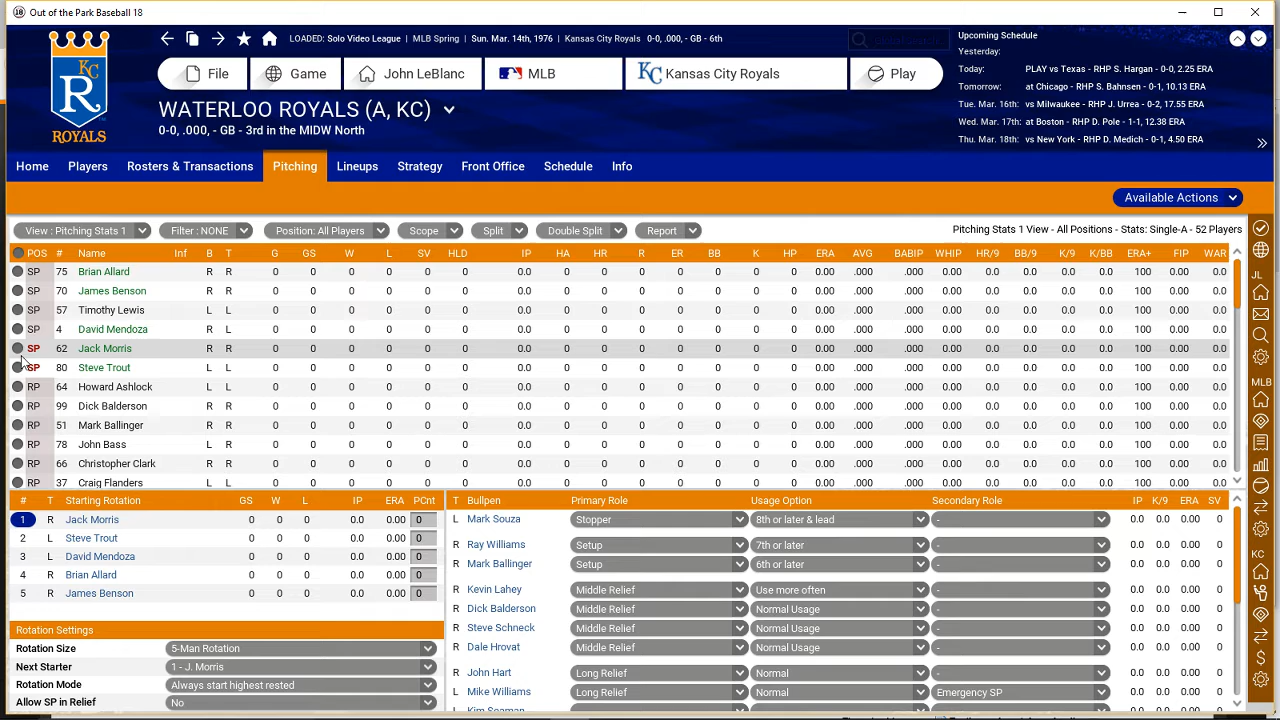 Out of the Park Baseball 18
LOADED: Solo Video League | MLB Spring | Sun. Mar. 14th, 1976 | Kansas City Royals 0-0, .000, - GB - 6th
KC
R
ROYALS
File
Game
John LeBlanc
MLB
KC Kansas City Royals
Play
Upcoming Schedule
Yesterday:
Today: PLAY vs Texas - RHP S. Hargan - 0-0, 2.25 ERA
Tomorrow: at Chicago - RHP S. Bahnsen - 0-1, 10.13 ERA
Tue. Mar. 16th: vs Milwaukee - RHP J. Urrea - 0-2, 17.55 ERA
Wed. Mar. 17th: at Boston - RHP D. Pole - 1-1, 12.38 ERA
Thu. Mar. 18th: vs New York - RHP D. Medich - 0-1, 4.50 ERA
WATERLOO ROYALS (A, KC)
0-0, .000, - GB - 3rd in the MIDW North
Home Players Rosters & Transactions Pitching Lineups Strategy Front Office Schedule Info
Available Actions
View : Pitching Stats 1 Filter : NONE Position: All Players Scope Split Double Split Report
Pitching Stats 1 View - All Positions - Stats: Single-A - 52 Players
POS # Name Inf B T G GS W L SV HLD IP HA HR R ER BB K HP ERA AVG BABIP WHIP HR/9 BB/9 K/9 K/BB ERA+ FIP WAR
SP 75 Brian Allard R R 0 0 0 0 0 0 0.0 0 0 0 0 0 0 0 0.00 .000 .000 0.00 0.0 0.0 0.0 0.0 100 0.00 0.0
SP 70 James Benson R R 0 0 0 0 0 0 0.0 0 0 0 0 0 0 0 0.00 .000 .000 0.00 0.0 0.0 0.0 0.0 100 0.00 0.0
SP 57 Timothy Lewis L L 0 0 0 0 0 0 0.0 0 0 0 0 0 0 0 0.00 .000 .000 0.00 0.0 0.0 0.0 0.0 100 0.00 0.0
SP 4 David Mendoza L L 0 0 0 0 0 0 0.0 0 0 0 0 0 0 0 0.00 .000 .000 0.00 0.0 0.0 0.0 0.0 100 0.00 0.0
SP 62 Jack Morris R R 0 0 0 0 0 0 0.0 0 0 0 0 0 0 0 0.00 .000 .000 0.00 0.0 0.0 0.0 0.0 100 0.00 0.0
SP 80 Steve Trout L L 0 0 0 0 0 0 0.0 0 0 0 0 0 0 0 0.00 .000 .000 0.00 0.0 0.0 0.0 0.0 100 0.00 0.0
RP 64 Howard Ashlock L L 0 0 0 0 0 0 0.0 0 0 0 0 0 0 0 0.00 .000 .000 0.00 0.0 0.0 0.0 0.0 100 0.00 0.0
RP 99 Dick Balderson R R 0 0 0 0 0 0 0.0 0 0 0 0 0 0 0 0.00 .000 .000 0.00 0.0 0.0 0.0 0.0 100 0.00 0.0
RP 51 Mark Ballinger R R 0 0 0 0 0 0 0.0 0 0 0 0 0 0 0 0.00 .000 .000 0.00 0.0 0.0 0.0 0.0 100 0.00 0.0
RP 78 John Bass L R 0 0 0 0 0 0 0.0 0 0 0 0 0 0 0 0.00 .000 .000 0.00 0.0 0.0 0.0 0.0 100 0.00 0.0
RP 66 Christopher Clark R R 0 0 0 0 0 0 0.0 0 0 0 0 0 0 0 0.00 .000 .000 0.00 0.0 0.0 0.0 0.0 100 0.00 0.0
RP 37 Craig Flanders L R 0 0 0 0 0 0 0.0 0 0 0 0 0 0 0 0.00 .000 .000 0.00 0.0 0.0 0.0 0.0 100 0.00 0.0
# T Starting Rotation GS W L IP ERA PCnt
1 R Jack Morris 0 0 0 0.0 0.00 0
2 L Steve Trout 0 0 0 0.0 0.00 0
3 L David Mendoza 0 0 0 0.0 0.00 0
4 R Brian Allard 0 0 0 0.0 0.00 0
5 R James Benson 0 0 0 0.0 0.00 0
Rotation Settings
Rotation Size 5-Man Rotation
Next Starter 1 - J. Morris
Rotation Mode Always start highest rested
Allow SP in Relief No
T Bullpen Primary Role Usage Option Secondary Role IP K/9 ERA SV
L Mark Souza Stopper 8th or later & lead - 0.0 0.0 0.00 0
R Ray Williams Setup 7th or later - 0.0 0.0 0.00 0
R Mark Ballinger Setup 6th or later - 0.0 0.0 0.00 0
R Kevin Lahey Middle Relief Use more often - 0.0 0.0 0.00 0
R Dick Balderson Middle Relief Normal Usage - 0.0 0.0 0.00 0
R Steve Schneck Middle Relief Normal Usage - 0.0 0.0 0.00 0
R Dale Hrovat Middle Relief Normal Usage - 0.0 0.0 0.00 0
R John Hart Long Relief Normal - 0.0 0.0 0.00 0
L Mike Williams Long Relief Normal Emergency SP 0.0 0.0 0.00 0
JL
MLB
KC